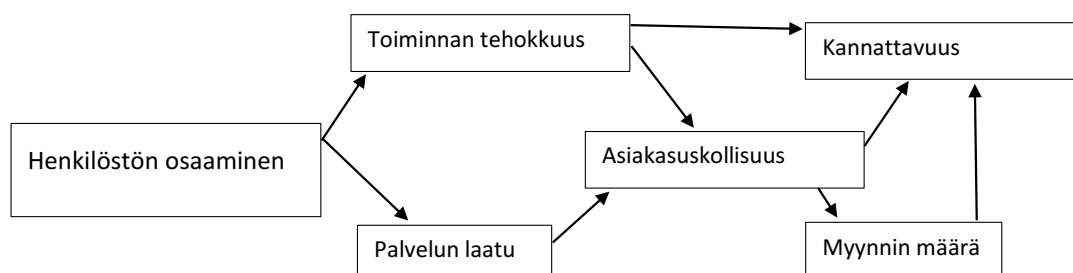 Toiminnan tehokkuus
Kannattavuus
Henkilöstön osaaminen
Asiakasuskollisuus
Palvelun laatu
Myynnin määrä